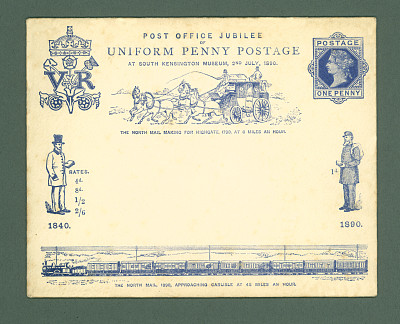 POST OFFICE JUBILEE
OF
UNIFORM PENNY POSTAGE
AT SOUTH KENSINGTON MUSEUM, 2ND JULY, 1890.
V R
POSTAGE
ONE PENNY
THE NORTH MAIL MAKING FOR HIGHGATE 1790, AT 8 MILES AN HOUR.
RATES.
4d.
8d.
1/2
2/6
1d
1840.
1890.
THE NORTH MAIL, 1890, APPROACHING CARLISLE AT 48 MILES AN HOUR.